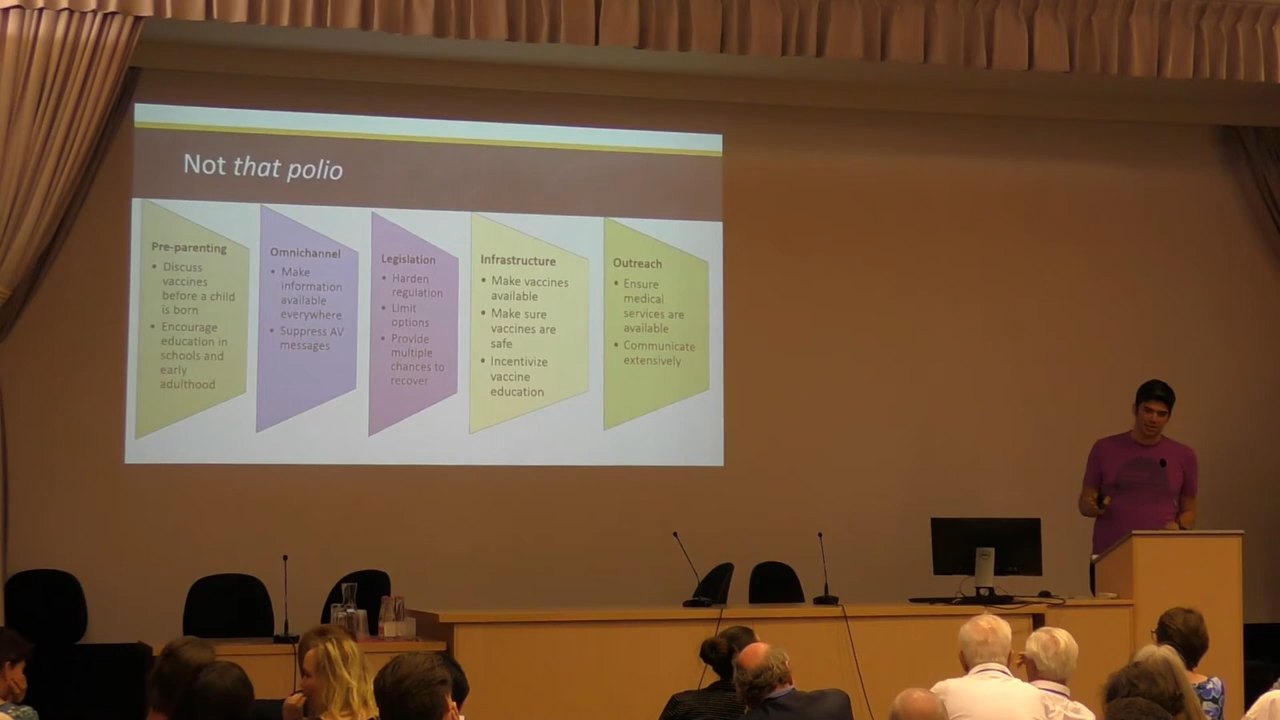 Not that polio
Pre-parenting
• Discuss
vaccines
before a child
is born
• Encourage
education in
schools and
early
adulthood
Omnichannel
• Make
information
available
everywhere
• Suppress AV
messages
Legislation
• Harden
regulation
• Limit
options
• Provide
multiple
chances to
recover
Infrastructure
• Make vaccines
available
• Make sure
vaccines are
safe
• Incentivize
vaccine
education
Outreach
• Ensure
medical
services are
available
• Communicate
extensively